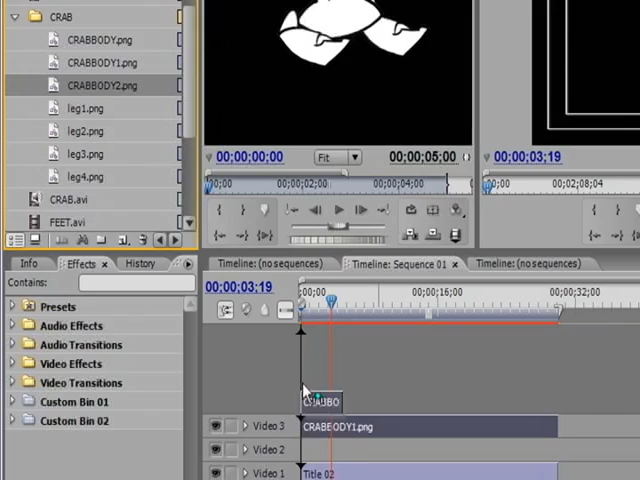 CRAB
CRABBODY.png
CRABBODY1.png
CRABBODY2.png
leg1.png
leg2.png
leg3.png
leg4.png
CRAB.avi
FEET.avi
00;00;00;00
Fit
00;00;05;00
00;00;03;19
;00;00
00;00;02;00
00;00;04;00
;00;00
00;02;08;04
Info
Effects
History
Contains:
Presets
Audio Effects
Audio Transitions
Video Effects
Video Transitions
Custom Bin 01
Custom Bin 02
Timeline: (no sequences)
Timeline: Sequence 01
Timeline: (no sequences)
00;00;03;19
;00;00
00;00;16;00
00;00;32;00
Video 3
CRABBODY1.png
Video 2
Video 1
Title 02